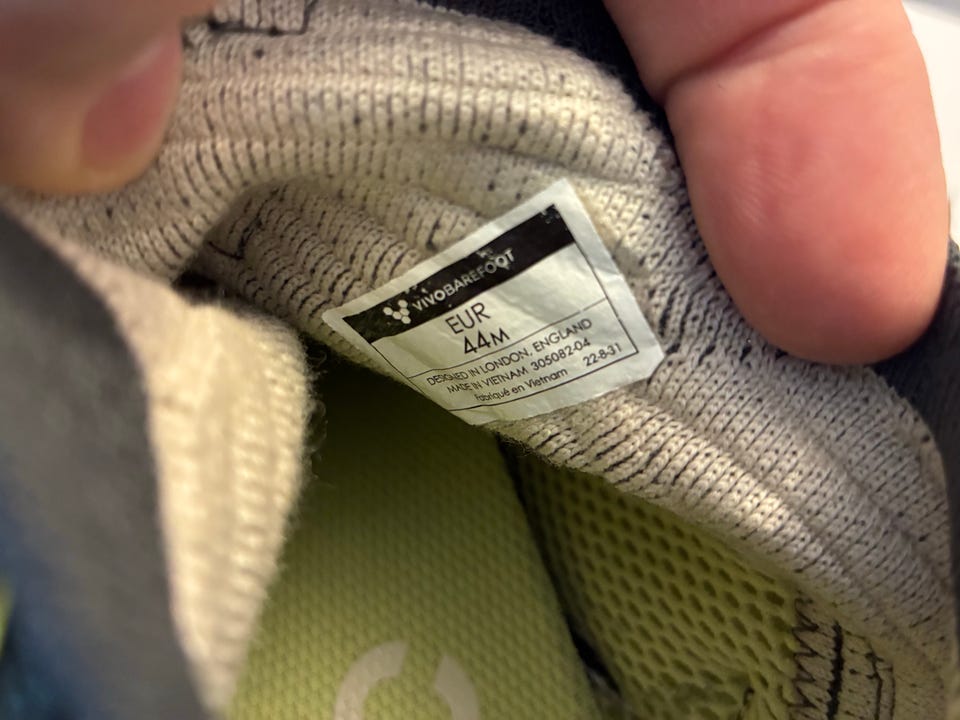 VIVOBAREFOOT
EUR
44M
DESIGNED IN LONDON, ENGLAND
MADE IN VIETNAM 305082-04
Fabriqué en Vietnam 22-8-31